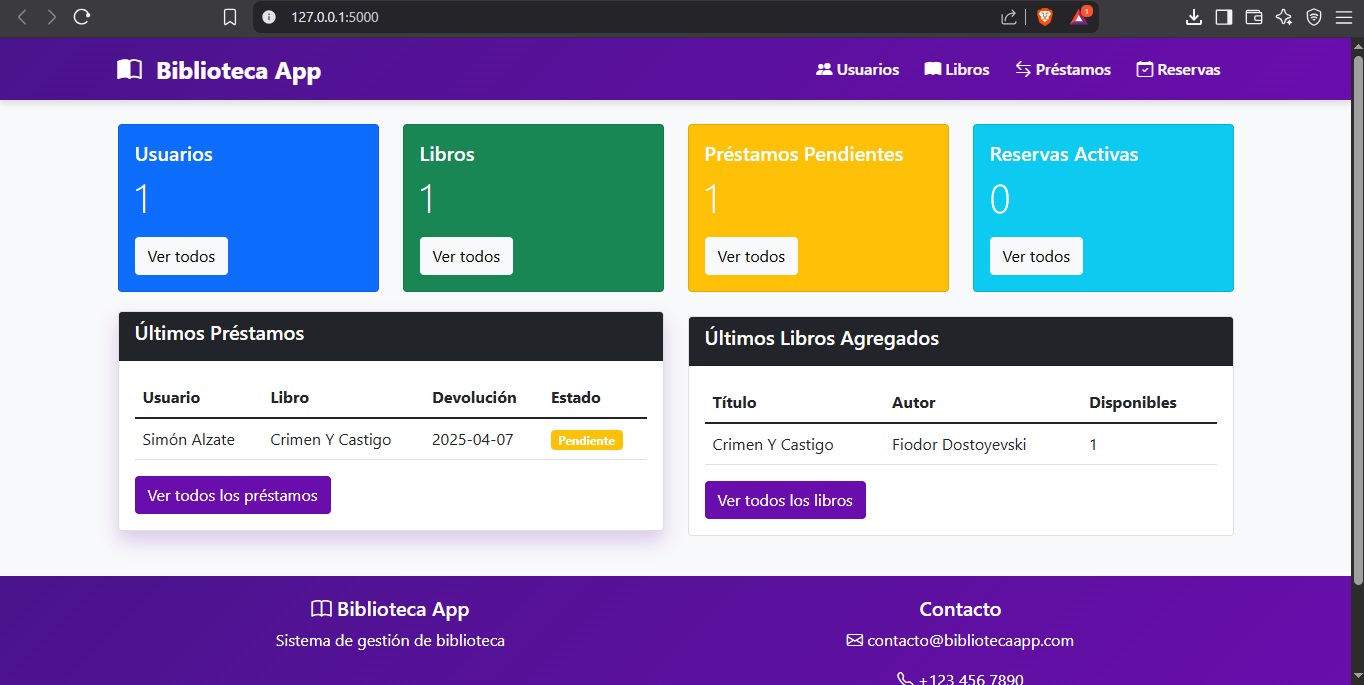 127.0.0.1:5000
1
Biblioteca App
Usuarios Libros Préstamos Reservas
Usuarios Libros Préstamos Pendientes Reservas Activas
1 1 1 0
Ver todos Ver todos Ver todos Ver todos
Últimos Préstamos
Usuario Libro Devolución Estado
Simón Alzate Crimen Y Castigo 2025-04-07 Pendiente
Ver todos los préstamos
Últimos Libros Agregados
Título Autor Disponibles
Crimen Y Castigo Fiodor Dostoyevski 1
Ver todos los libros
Biblioteca App
Sistema de gestión de biblioteca
Contacto
contacto@bibliotecaapp.com
+123 456 7890